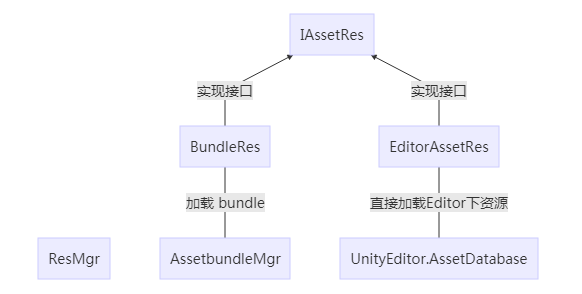 IAssetRes
实现接口
实现接口
BundleRes
EditorAssetRes
加载 bundle
直接加载Editor下资源
ResMgr
AssetbundleMgr
UnityEditor.AssetDatabase